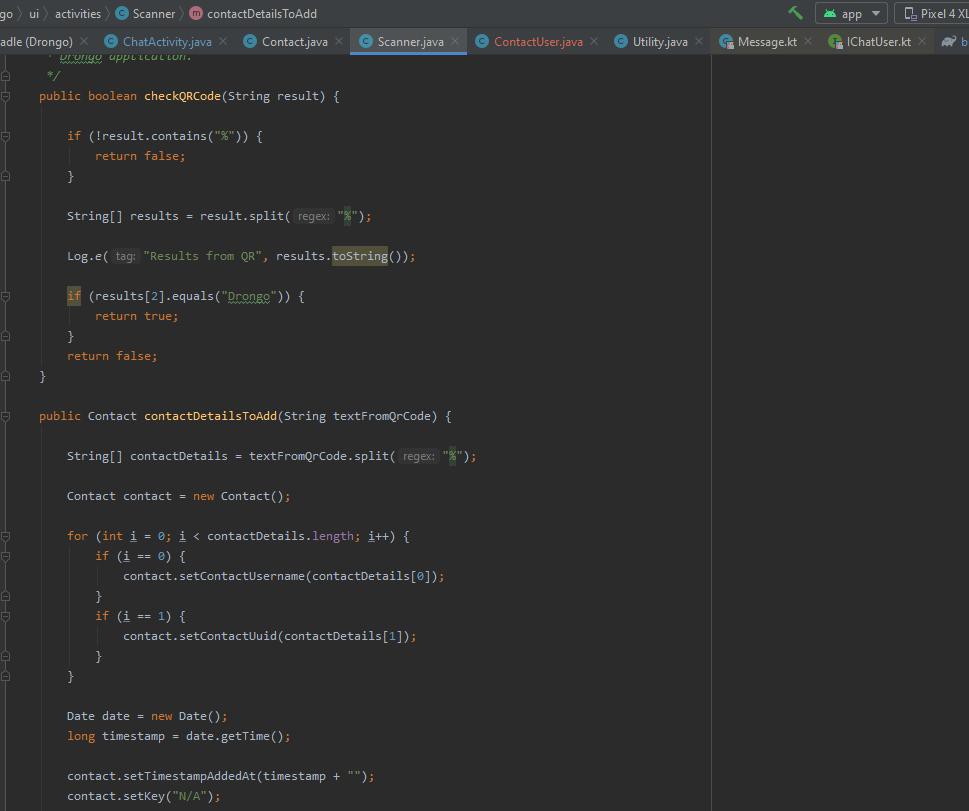 go ui activities Scanner contactDetailsToAdd app Pixel 4 XL
adle (Drongo) ChatActivity.java Contact.java Scanner.java ContactUser.java Utility.java Message.kt IChatUser.kt b
* Drongo application.
*/
public boolean checkQRCode(String result) {
if (!result.contains("%")) {
return false;
}
String[] results = result.split( regex: "%");
Log.e( tag: "Results from QR", results.toString());
if (results[2].equals("Drongo")) {
return true;
}
return false;
}
public Contact contactDetailsToAdd(String textFromQrCode) {
String[] contactDetails = textFromQrCode.split( regex: "%");
Contact contact = new Contact();
for (int i = 0; i < contactDetails.length; i++) {
if (i == 0) {
contact.setContactUsername(contactDetails[0]);
}
if (i == 1) {
contact.setContactUuid(contactDetails[1]);
}
}
Date date = new Date();
long timestamp = date.getTime();
contact.setTimestampAddedAt(timestamp + "");
contact.setKey("N/A");